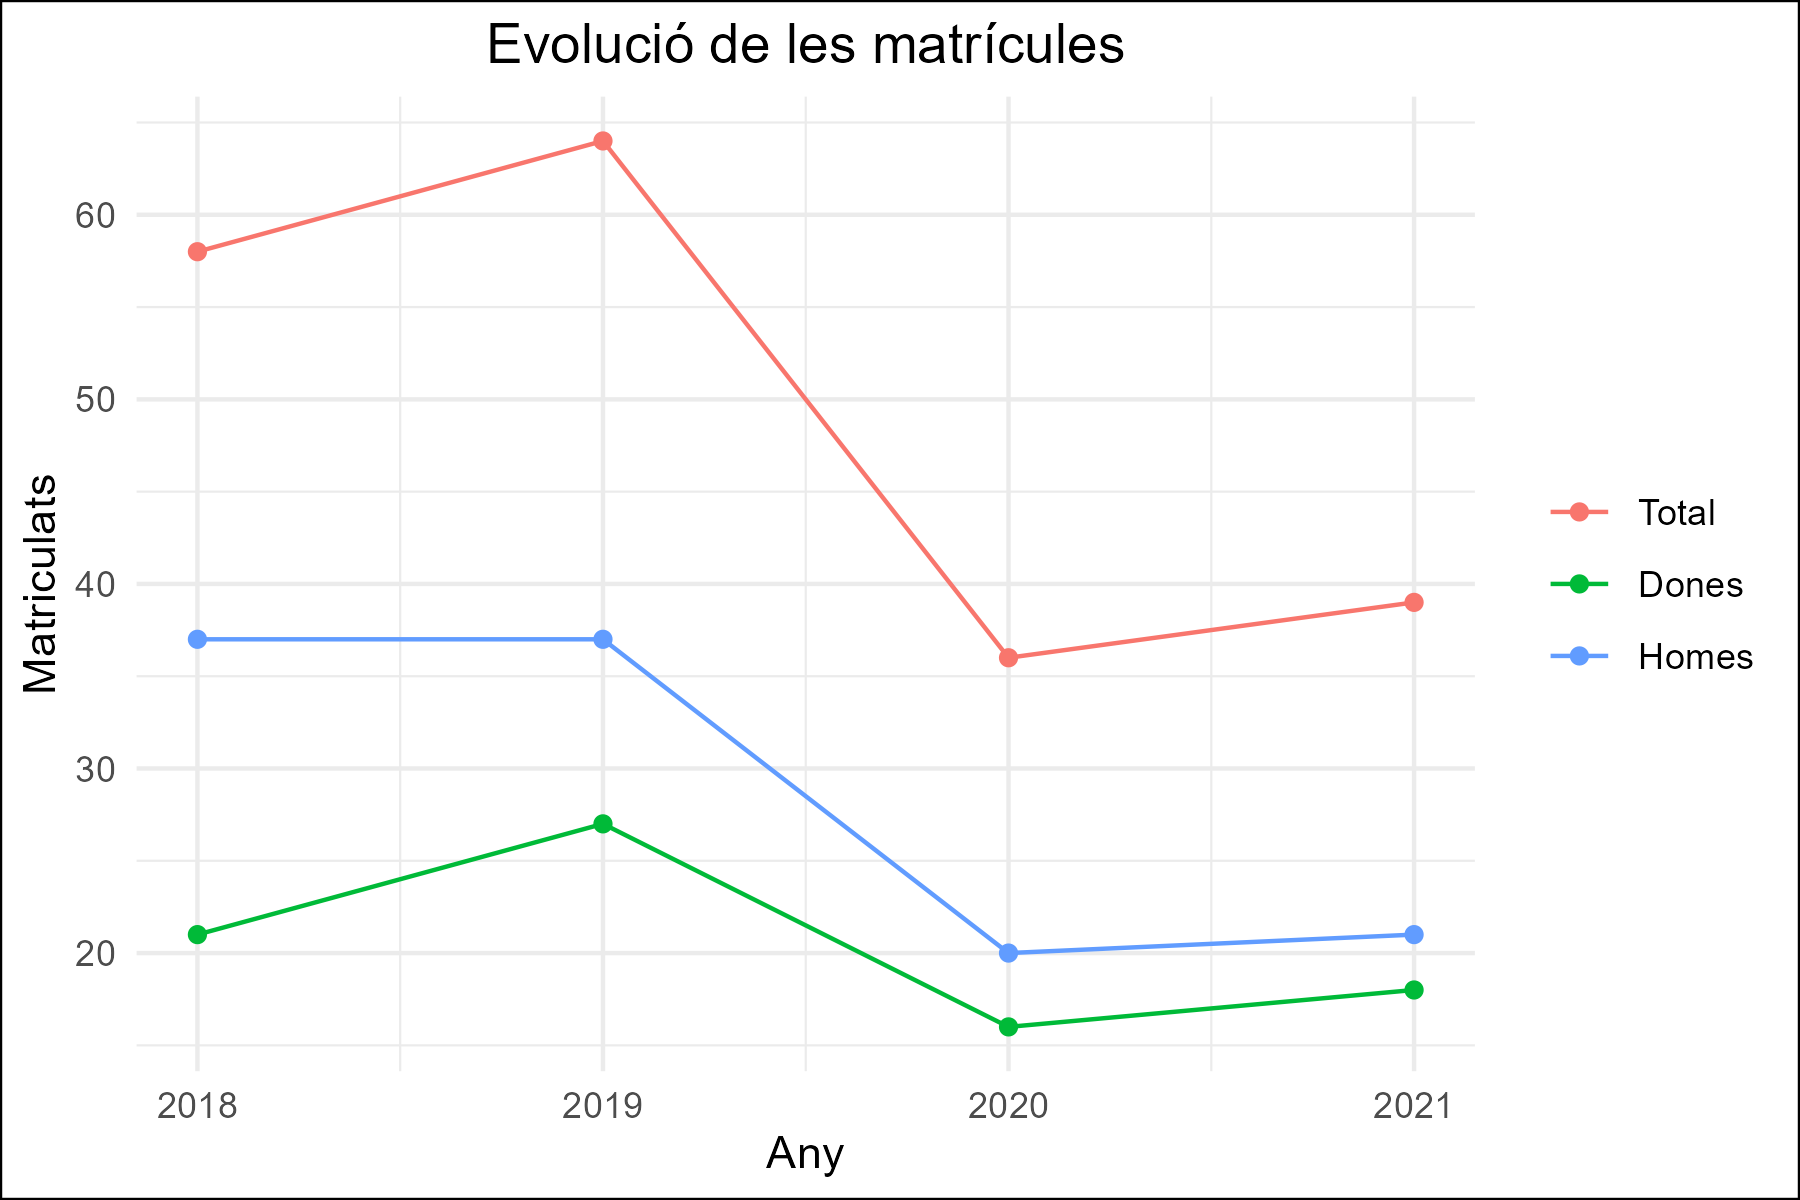 Evolució de les matrícules
Matriculats
60
50
40
30
20
2018 2019 2020 2021
Any
Total
Dones
Homes